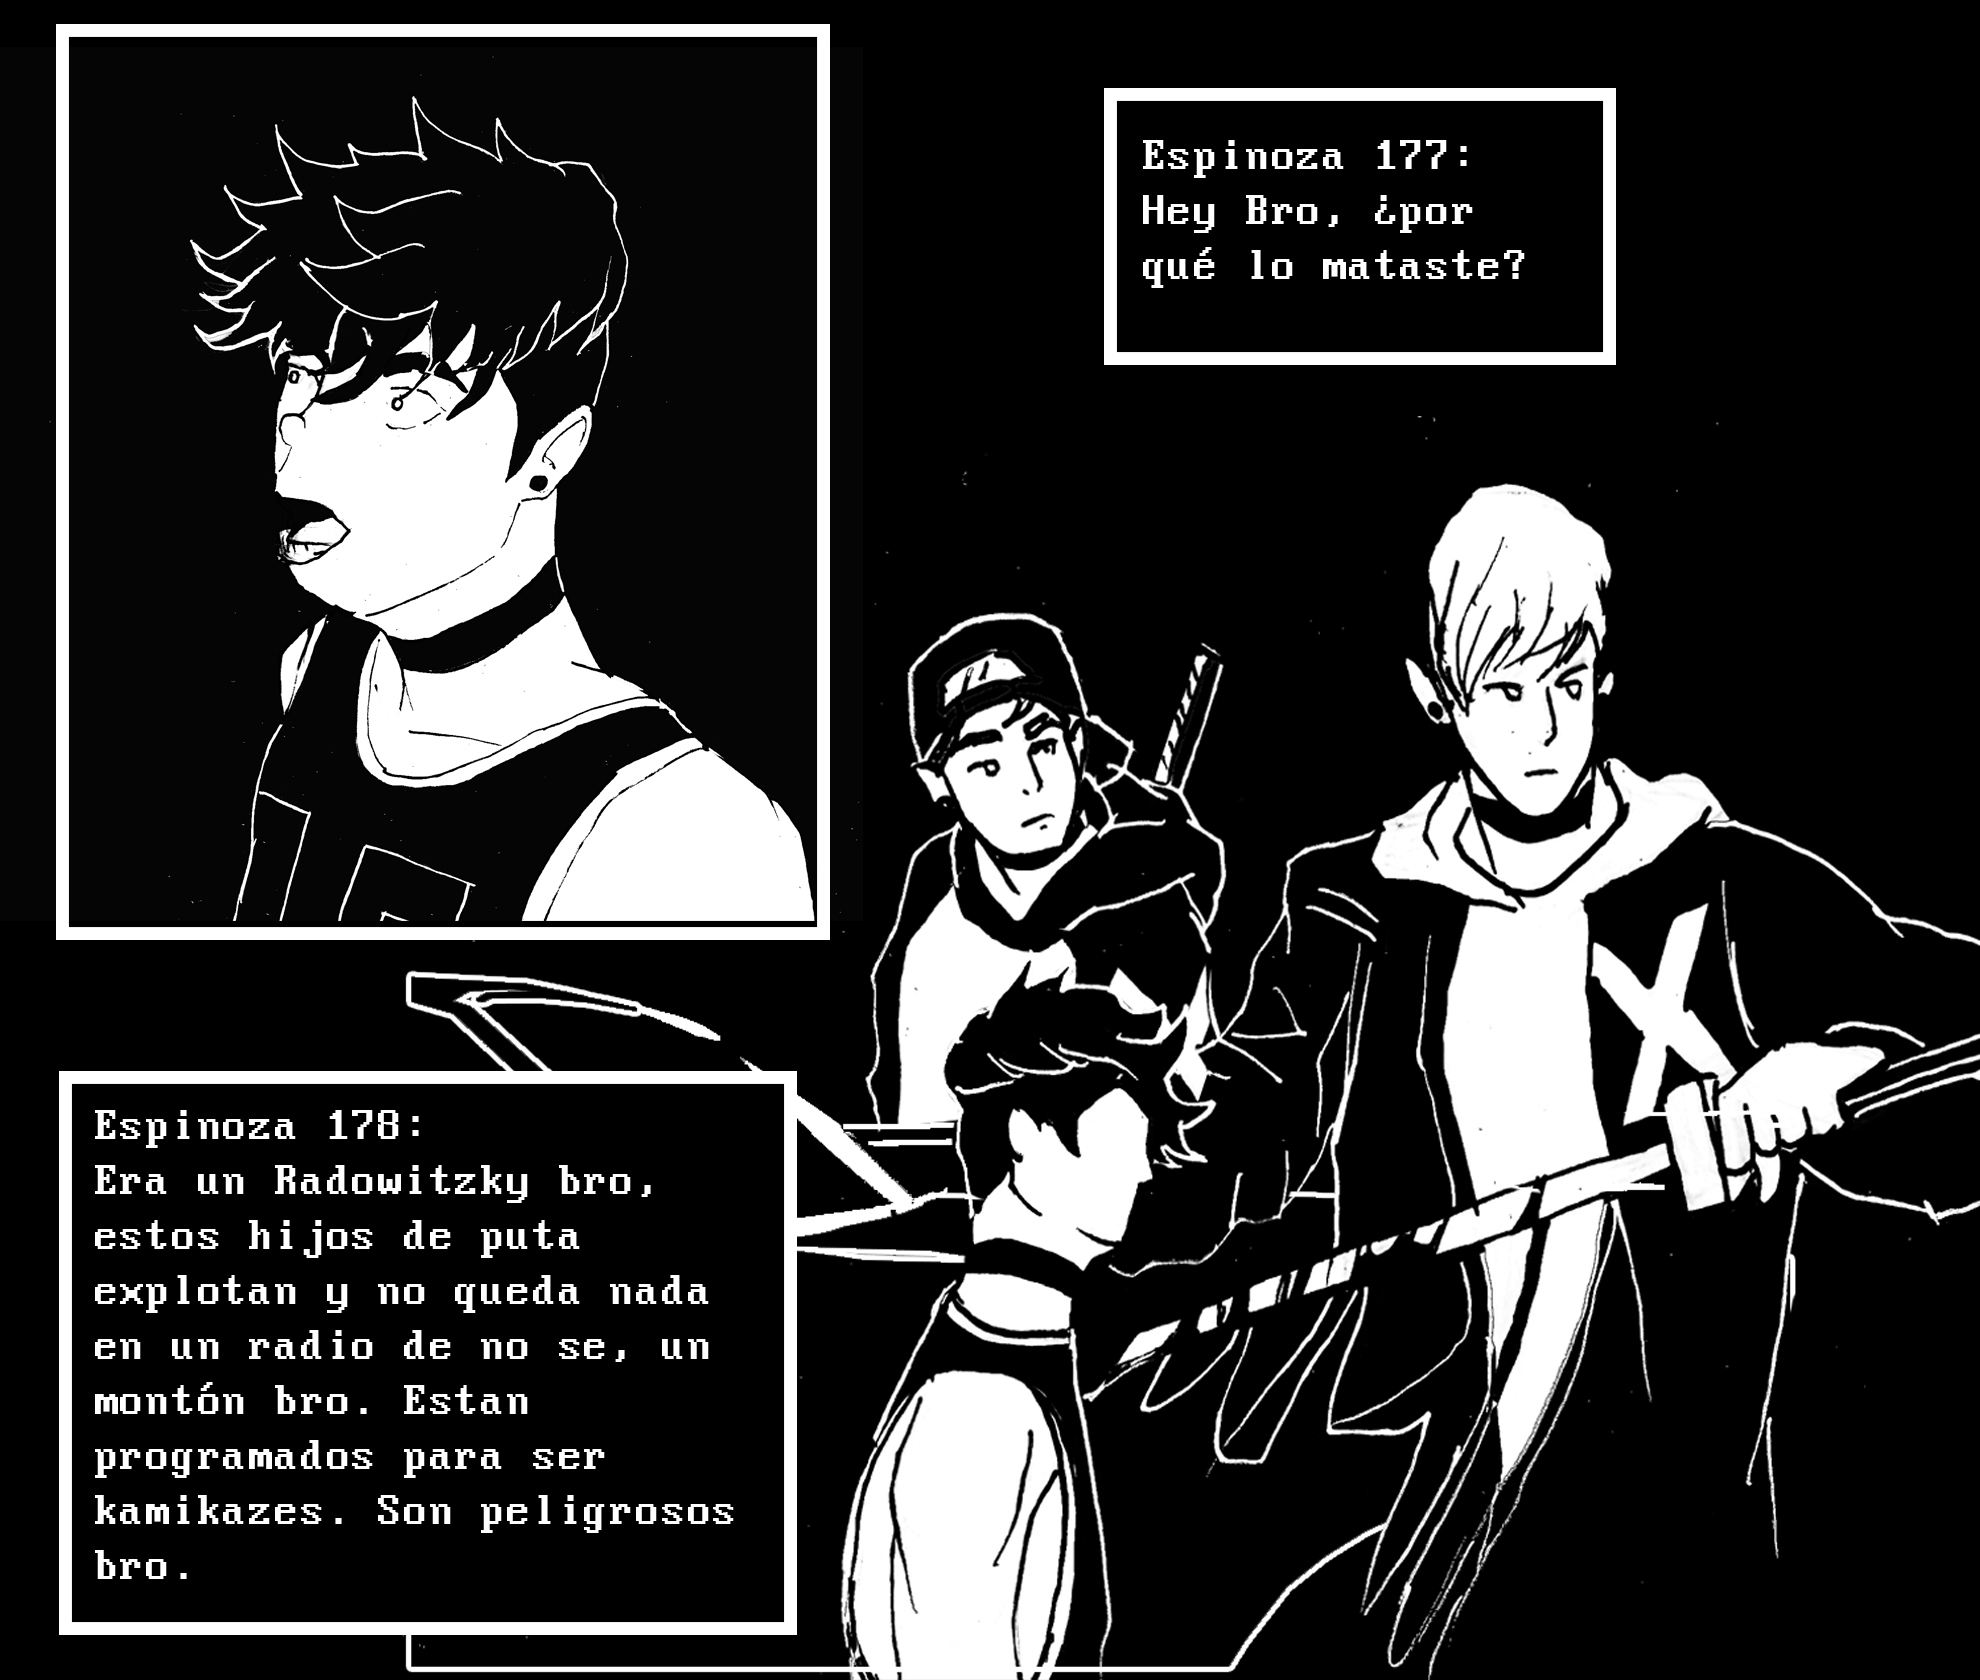 Espinoza 177:
Hey Bro, ¿por
qué lo mataste?
Espinoza 178:
Era un Radowitzky bro,
estos hijos de puta
explotan y no queda nada
en un radio de no se, un
montón bro. Estan
programados para ser
kamikazes. Son peligrosos
bro.